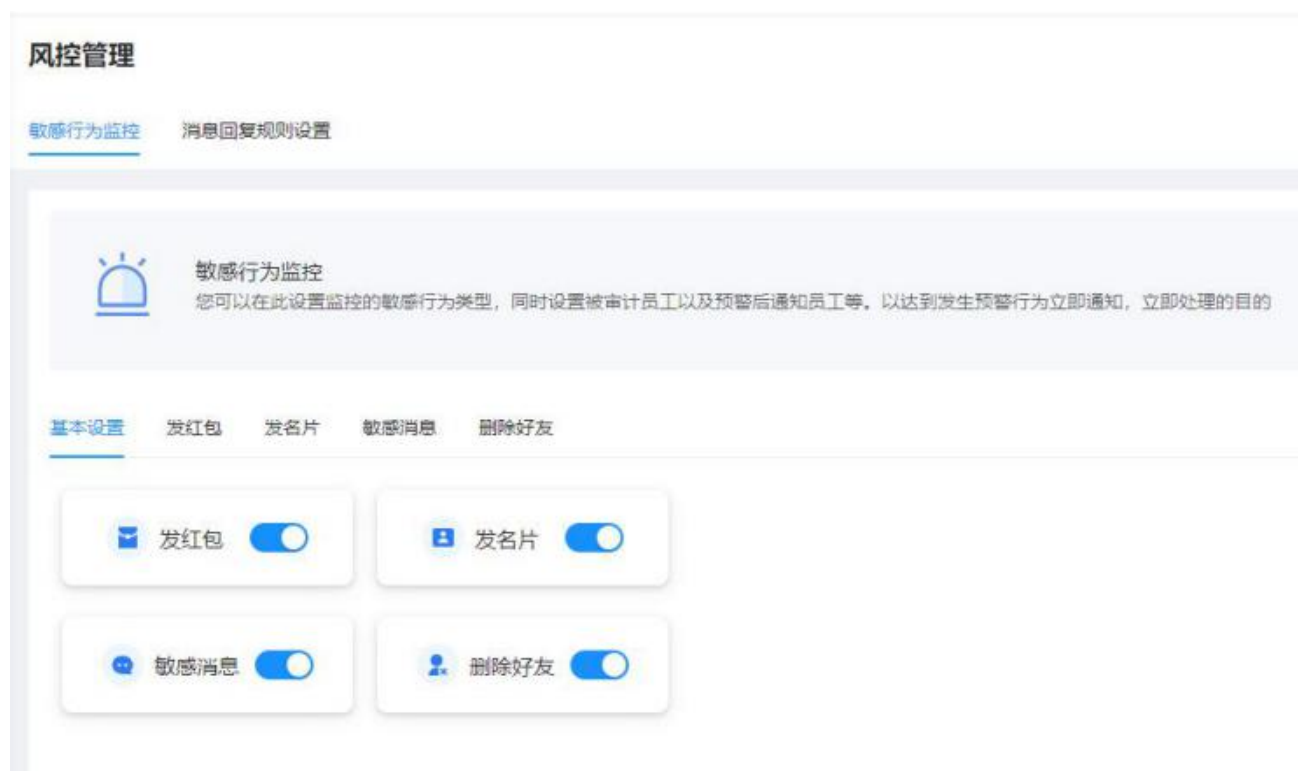 风控管理
敏感行为监控 消息回复规则设置
敏感行为监控
您可以在此设置监控的敏感行为类型，同时设置被审计员工以及预警后通知员工等。以达到发生预警行为立即通知，立即处理的目的
基本设置 发红包 发名片 敏感消息 删除好友
发红包 发名片
敏感消息 删除好友